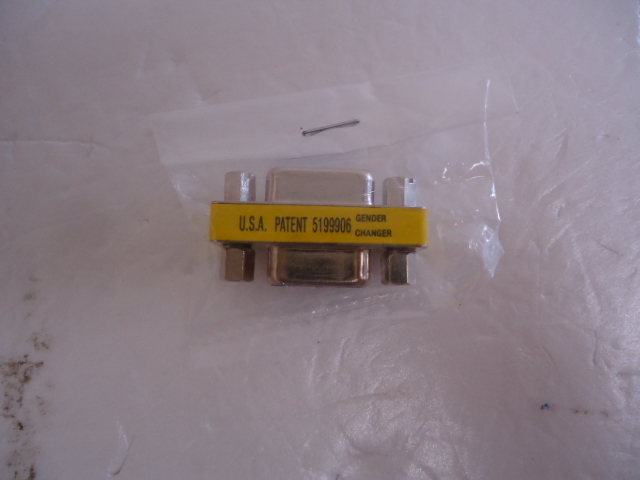 U.S.A. PATENT 5199906 GENDER
CHANGER